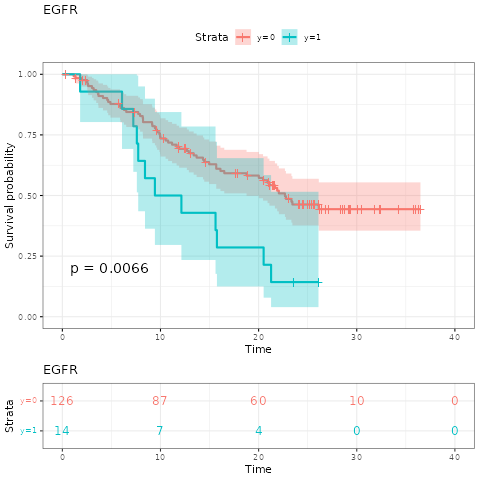 EGFR
Strata y=0 y=1
1.00
0.75
0.50
0.25
0.00
Survival probability
p = 0.0066
0 10 20 30 40
Time
EGFR
Strata
y=0 126 87 60 10 0
y=1 14 7 4 0 0
0 10 20 30 40
Time